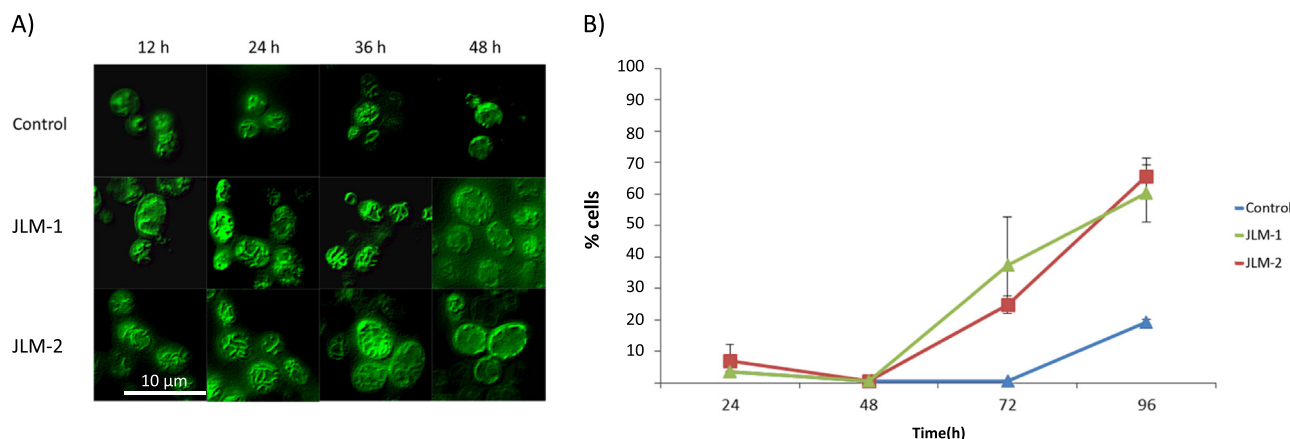 A)
12 h 24 h 36 h 48 h
Control
JLM-1
JLM-2
10 µm
B)
100
90
80
70
60
50
40
30
20
10
% cells
24 48 72 96
Time(h)
Control
JLM-1
JLM-2